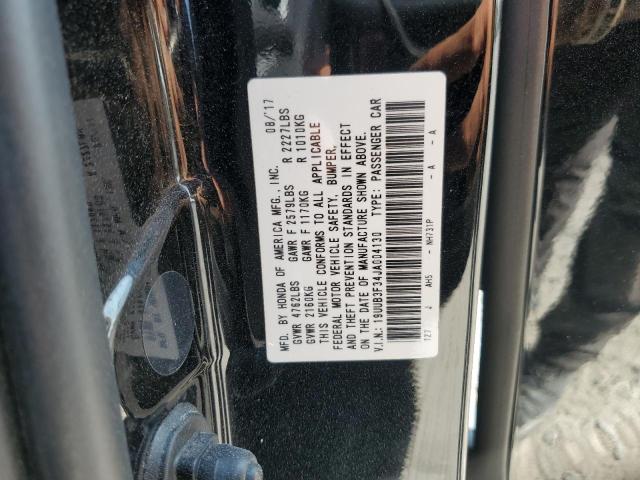 MFD. BY HONDA OF AMERICA MFG., INC. 08/'17
GVWR 4762LBS GAWR F 2579LBS R 2227LBS
GVWR 2160KG GAWR F 1170KG R 1010KG
THIS VEHICLE CONFORMS TO ALL APPLICABLE
FEDERAL MOTOR VEHICLE SAFETY, BUMPER,
AND THEFT PREVENTION STANDARDS IN EFFECT
ON THE DATE OF MANUFACTURE SHOWN ABOVE.
V.I.N.: 19UUB3F34JA004130 TYPE: PASSENGER CAR
127 J AH5 - NH731P - A - A